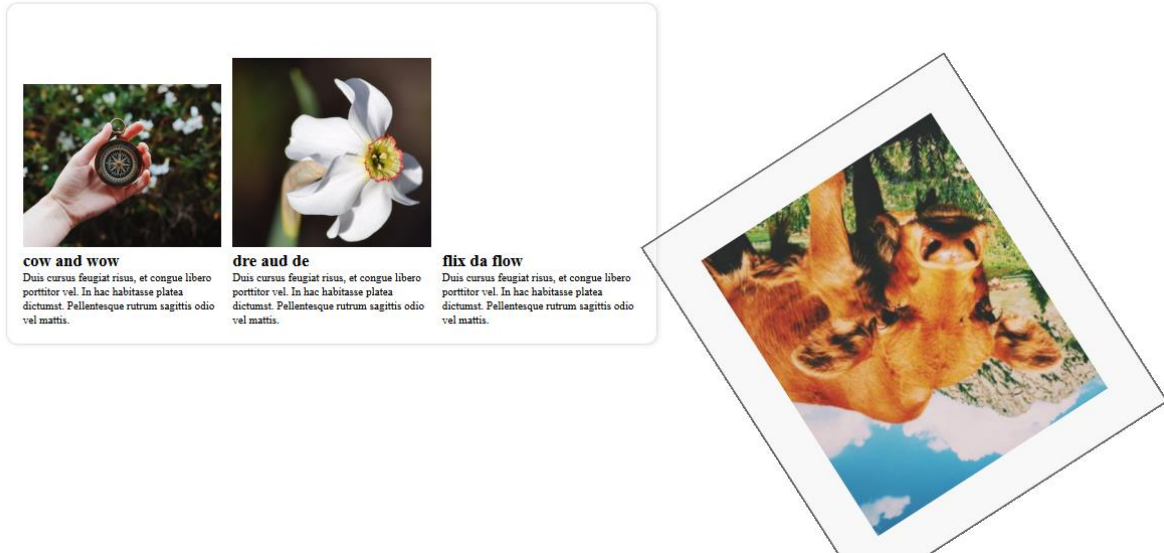 cow and wow
Duis cursus feugiat risus, et congue libero
porttitor vel. In hac habitasse platea
dictumst. Pellentesque rutrum sagittis odio
vel mattis.
dre aud de
Duis cursus feugiat risus, et congue libero
porttitor vel. In hac habitasse platea
dictumst. Pellentesque rutrum sagittis odio
vel mattis.
flix da flow
Duis cursus feugiat risus, et congue libero
porttitor vel. In hac habitasse platea
dictumst. Pellentesque rutrum sagittis odio
vel mattis.